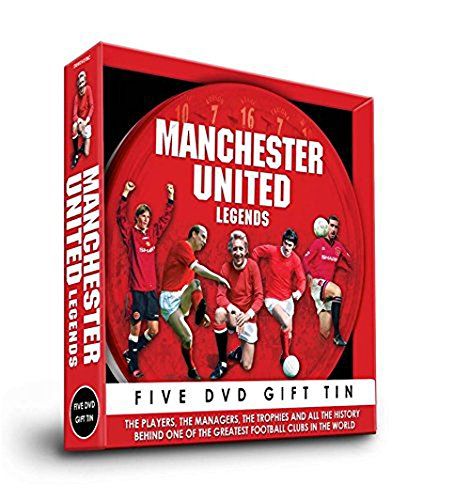 MANCHESTER
UNITED
LEGENDS
FIVE DVD
GIFT TIN
10 7 16 7
MANCHESTER
UNITED
LEGENDS
FIVE DVD GIFT TIN
THE PLAYERS, THE MANAGERS, THE TROPHIES AND ALL THE HISTORY
BEHIND ONE OF THE GREATEST FOOTBALL CLUBS IN THE WORLD